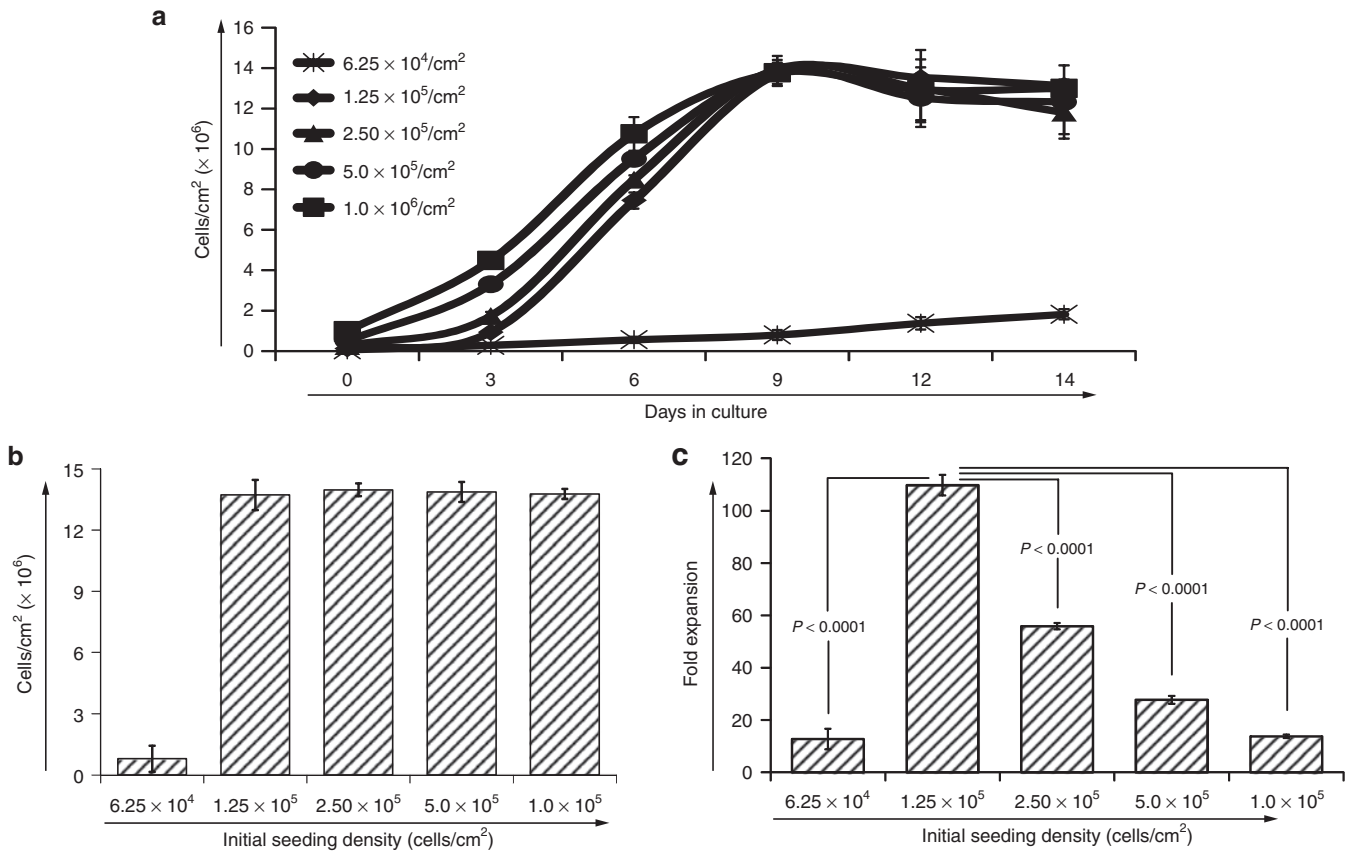 a
16
14
12
10
8
6
4
2
0
Cells/cm² (× 10⁶)
6.25 × 10⁴/cm²
1.25 × 10⁵/cm²
2.50 × 10⁵/cm²
5.0 × 10⁵/cm²
1.0 × 10⁶/cm²
0 3 6 9 12 14
Days in culture
b
15
12
9
6
3
0
Cells/cm² (× 10⁶)
6.25 × 10⁴ 1.25 × 10⁵ 2.50 × 10⁵ 5.0 × 10⁵ 1.0 × 10⁵
Initial seeding density (cells/cm²)
c
120
100
80
60
40
20
0
Fold expansion
P < 0.0001
P < 0.0001
P < 0.0001
P < 0.0001
6.25 × 10⁴ 1.25 × 10⁵ 2.50 × 10⁵ 5.0 × 10⁵ 1.0 × 10⁵
Initial seeding density (cells/cm²)